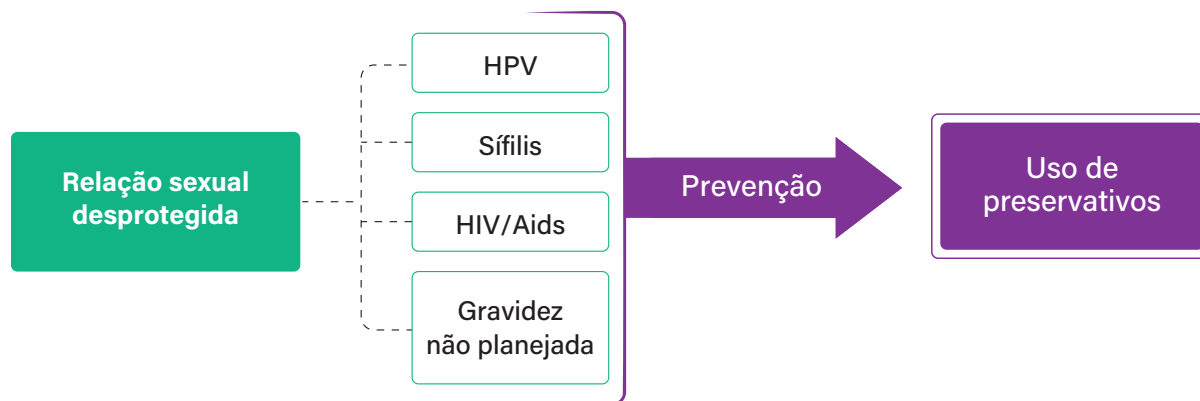 Relação sexual
desprotegida
HPV
Sífilis
HIV/Aids
Gravidez
não planejada
Prevenção
Uso de
preservativos